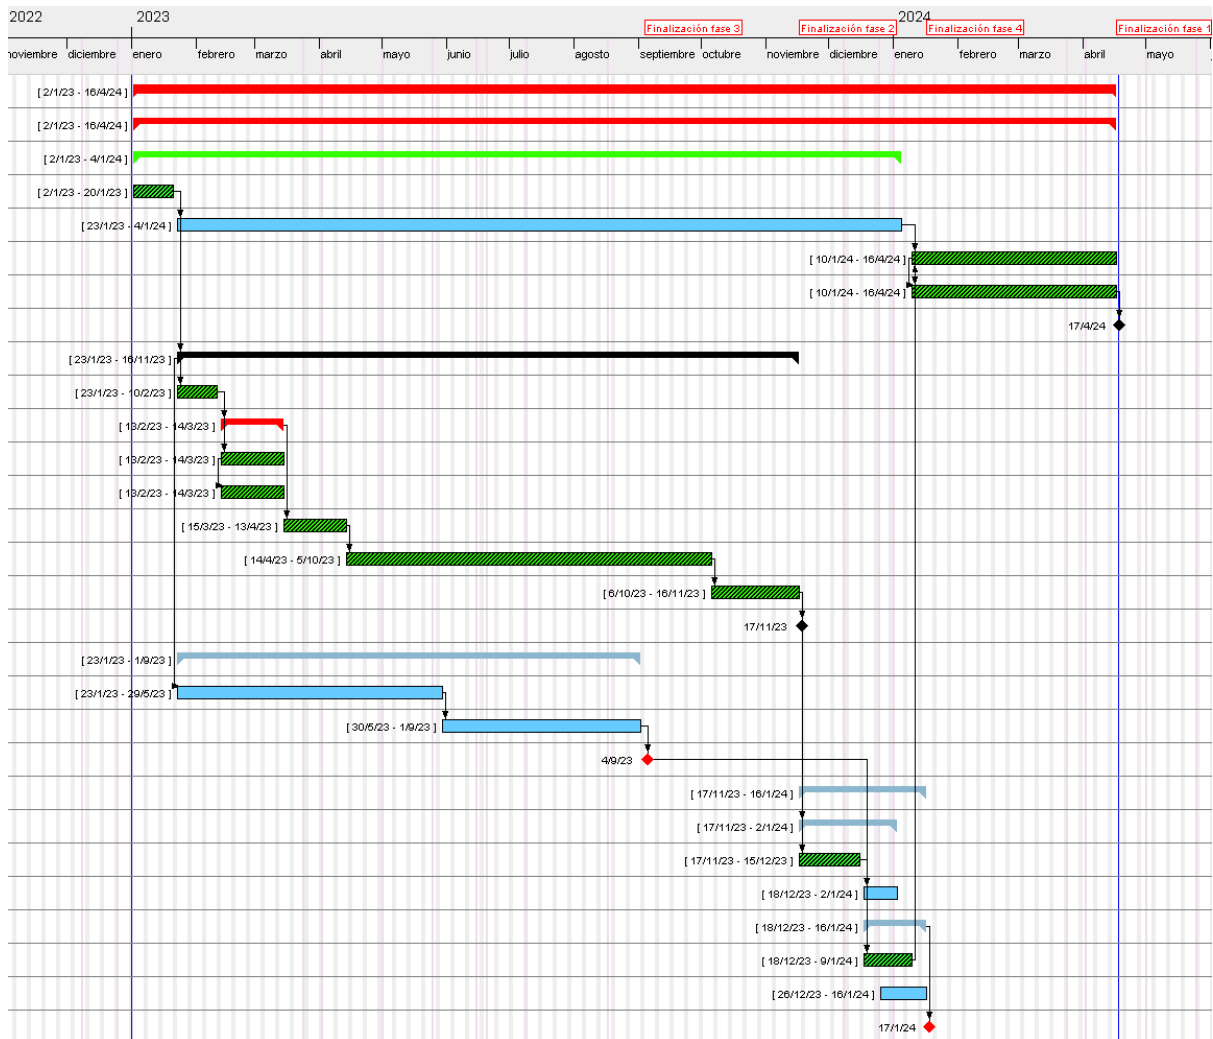 2022 2023 2024
Finalización fase 3 Finalización fase 2 Finalización fase 4 Finalización fase 1
noviembre diciembre enero febrero marzo abril mayo junio julio agosto septiembre octubre noviembre diciembre enero febrero marzo abril mayo
[ 2/1/23 - 16/4/24 ]
[ 2/1/23 - 16/4/24 ]
[ 2/1/23 - 4/1/24 ]
[ 2/1/23 - 20/1/23 ]
[ 23/1/23 - 4/1/24 ]
[ 10/1/24 - 16/4/24 ]
[ 10/1/24 - 16/4/24 ]
17/4/24
[ 23/1/23 - 16/11/23 ]
[ 23/1/23 - 10/2/23 ]
[ 13/2/23 - 14/3/23 ]
[ 13/2/23 - 14/3/23 ]
[ 13/2/23 - 14/3/23 ]
[ 15/3/23 - 13/4/23 ]
[ 14/4/23 - 5/10/23 ]
[ 6/10/23 - 16/11/23 ]
17/11/23
[ 23/1/23 - 1/9/23 ]
[ 23/1/23 - 29/5/23 ]
[ 30/5/23 - 1/9/23 ]
4/9/23
[ 17/11/23 - 16/1/24 ]
[ 17/11/23 - 2/1/24 ]
[ 17/11/23 - 15/12/23 ]
[ 18/12/23 - 2/1/24 ]
[ 18/12/23 - 16/1/24 ]
[ 18/12/23 - 9/1/24 ]
[ 26/12/23 - 16/1/24 ]
17/1/24